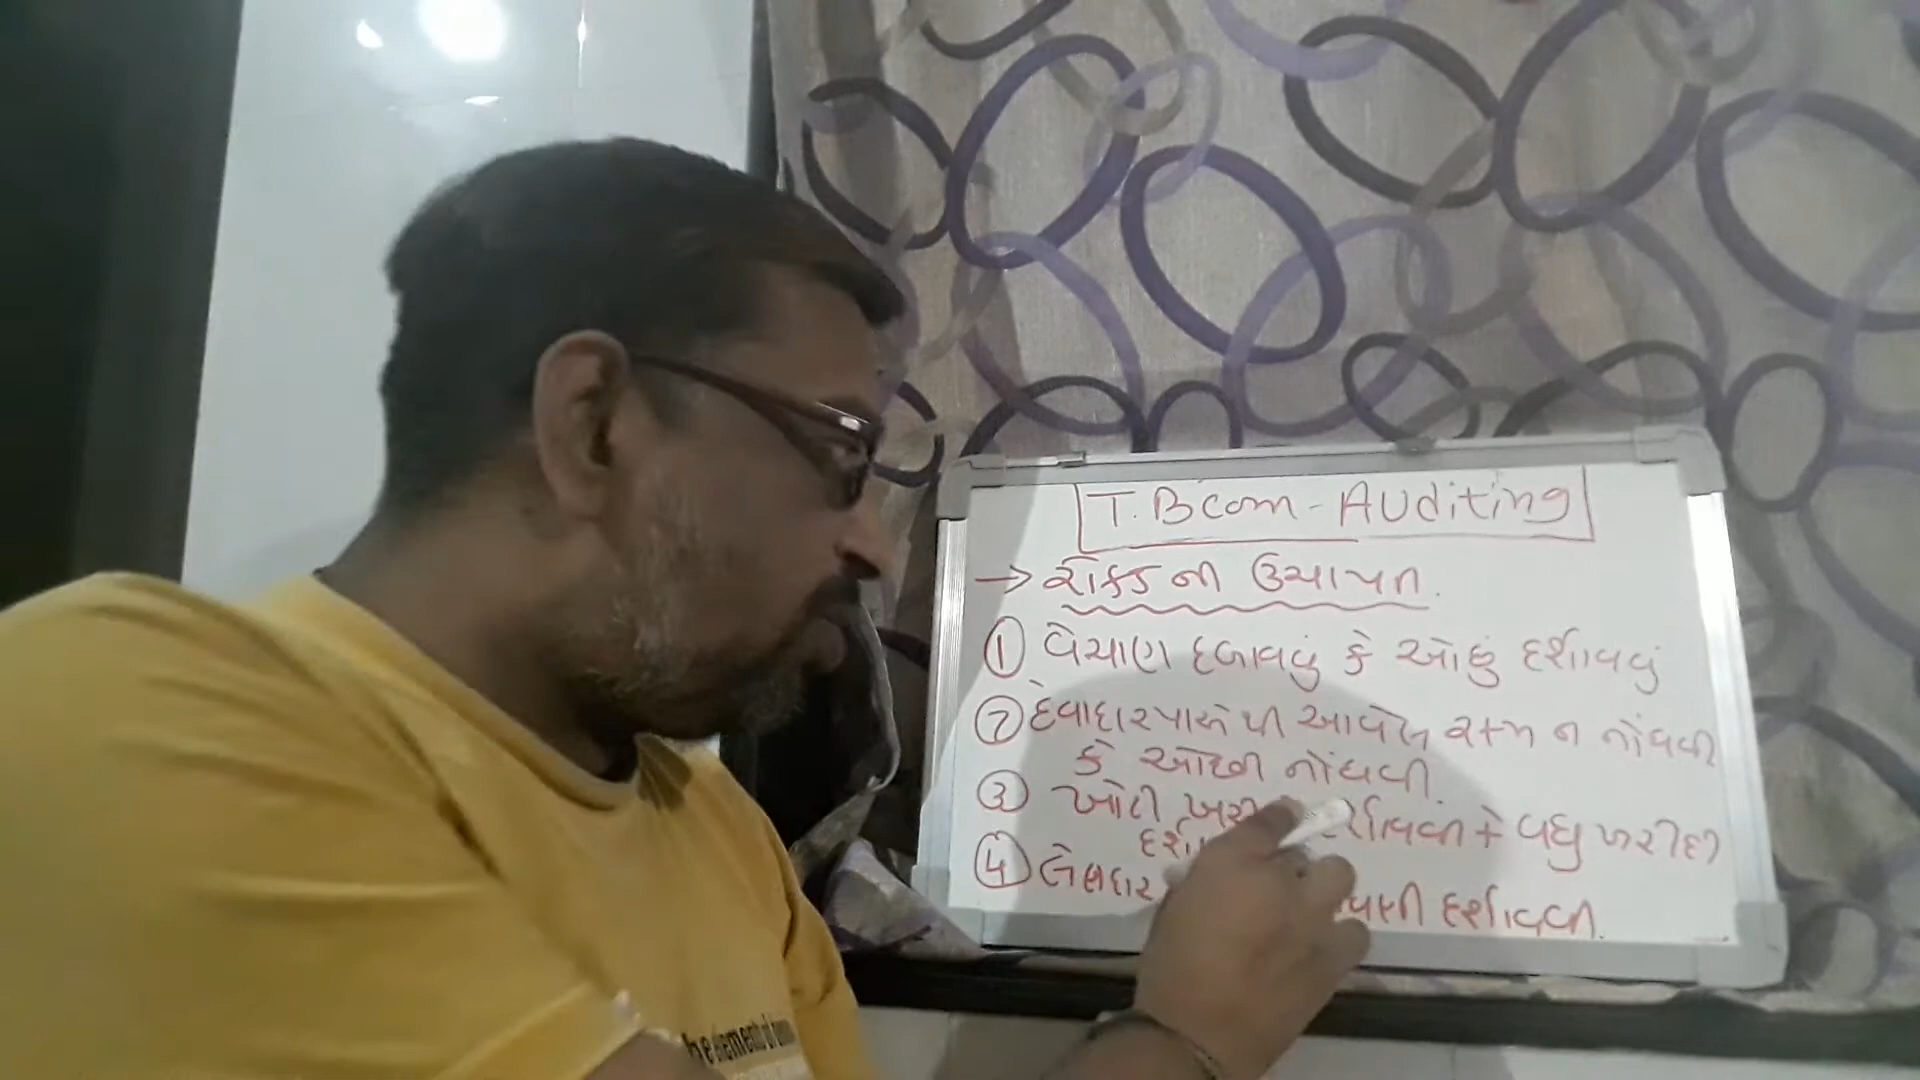 T. Bcom - Auditing
→ રોકડ ની ઉચાપત.
① વેચાણ દબાવવું કે ઓછું દર્શાવવું
② દેવાદારપાસેથી આવેલ રકમ ન નોંધવી
કે ઓછી નોંધવી.
③ ખોટી વધુ ખરીદી
④ લેણદાર દર્શાવવી.